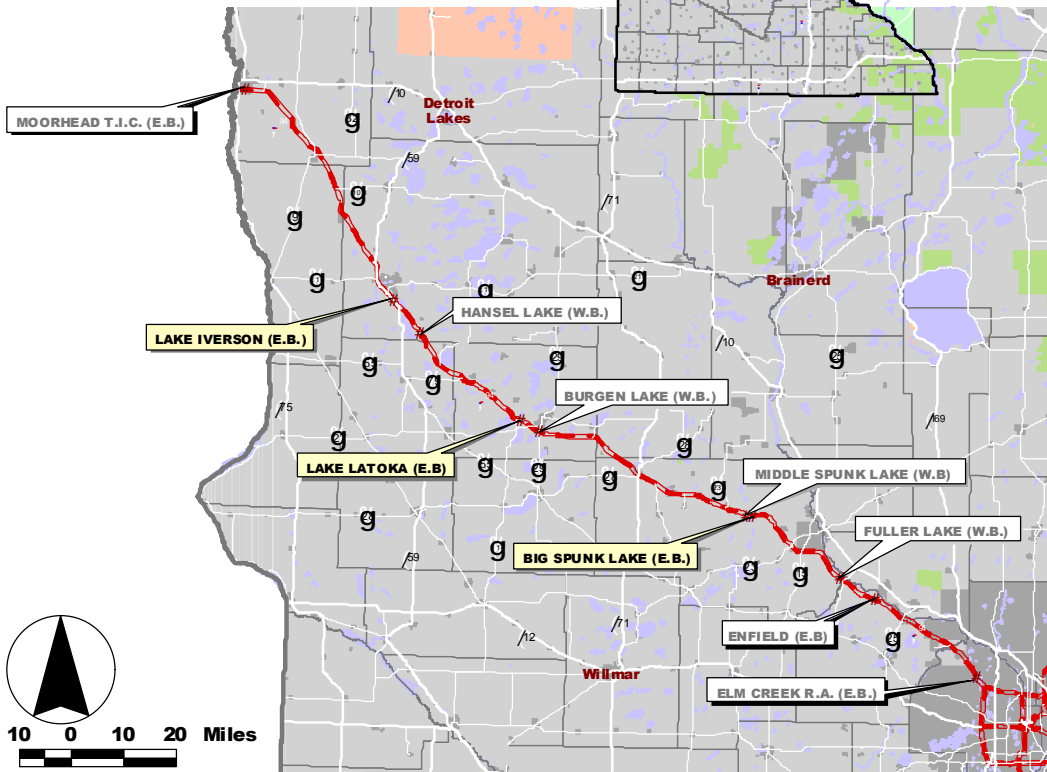 /10
Detroit
Lakes
MOORHEAD T.I.C. (E.B.)
/59
/71
Brainerd
HANSEL LAKE (W.B.)
LAKE IVERSON (E.B.)
/10
BURGEN LAKE (W.B.)
/75
/69
LAKE LATOKA (E.B)
MIDDLE SPUNK LAKE (W.B)
FULLER LAKE (W.B.)
BIG SPUNK LAKE (E.B.)
/59
/12
/71
ENFIELD (E.B)
Willmar
ELM CREEK R.A. (E.B.)
10 0 10 20 Miles